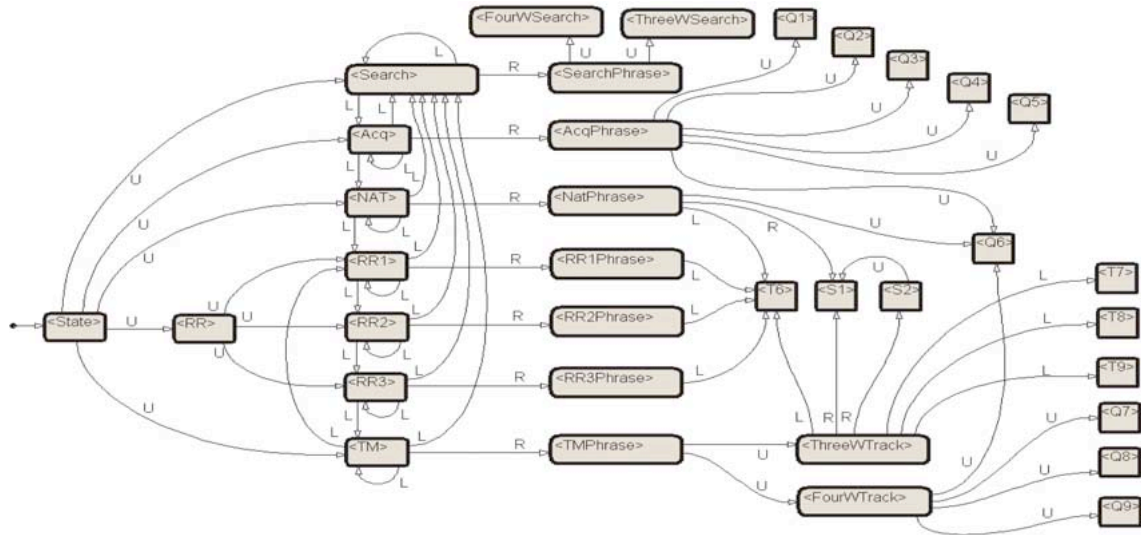 <FourWSearch> <ThreeWSearch> <Q1>
<Q2>
<Q3>
<Q4>
<Q5>
L
U U U U U U U
<Search> R <SearchPhrase>
L L
<Acq> R <AcqPhrase>
L L L
U U U
<NAT> R <NatPhrase>
U U
L L R
<Q6>
<RR1> R <RR1Phrase> L
U L L
<T6> <S1> U <S2>
L <T7>
<State> U <RR> U <RR2> R <RR2Phrase> L
L <T8>
U L L
<RR3> R <RR3Phrase> L
L <T9>
U L L
L R R
L L
<TM> R <TMPhrase> U <ThreeWTrack>
U <Q7>
L
U <FourWTrack> U
U <Q8>
U <Q9>